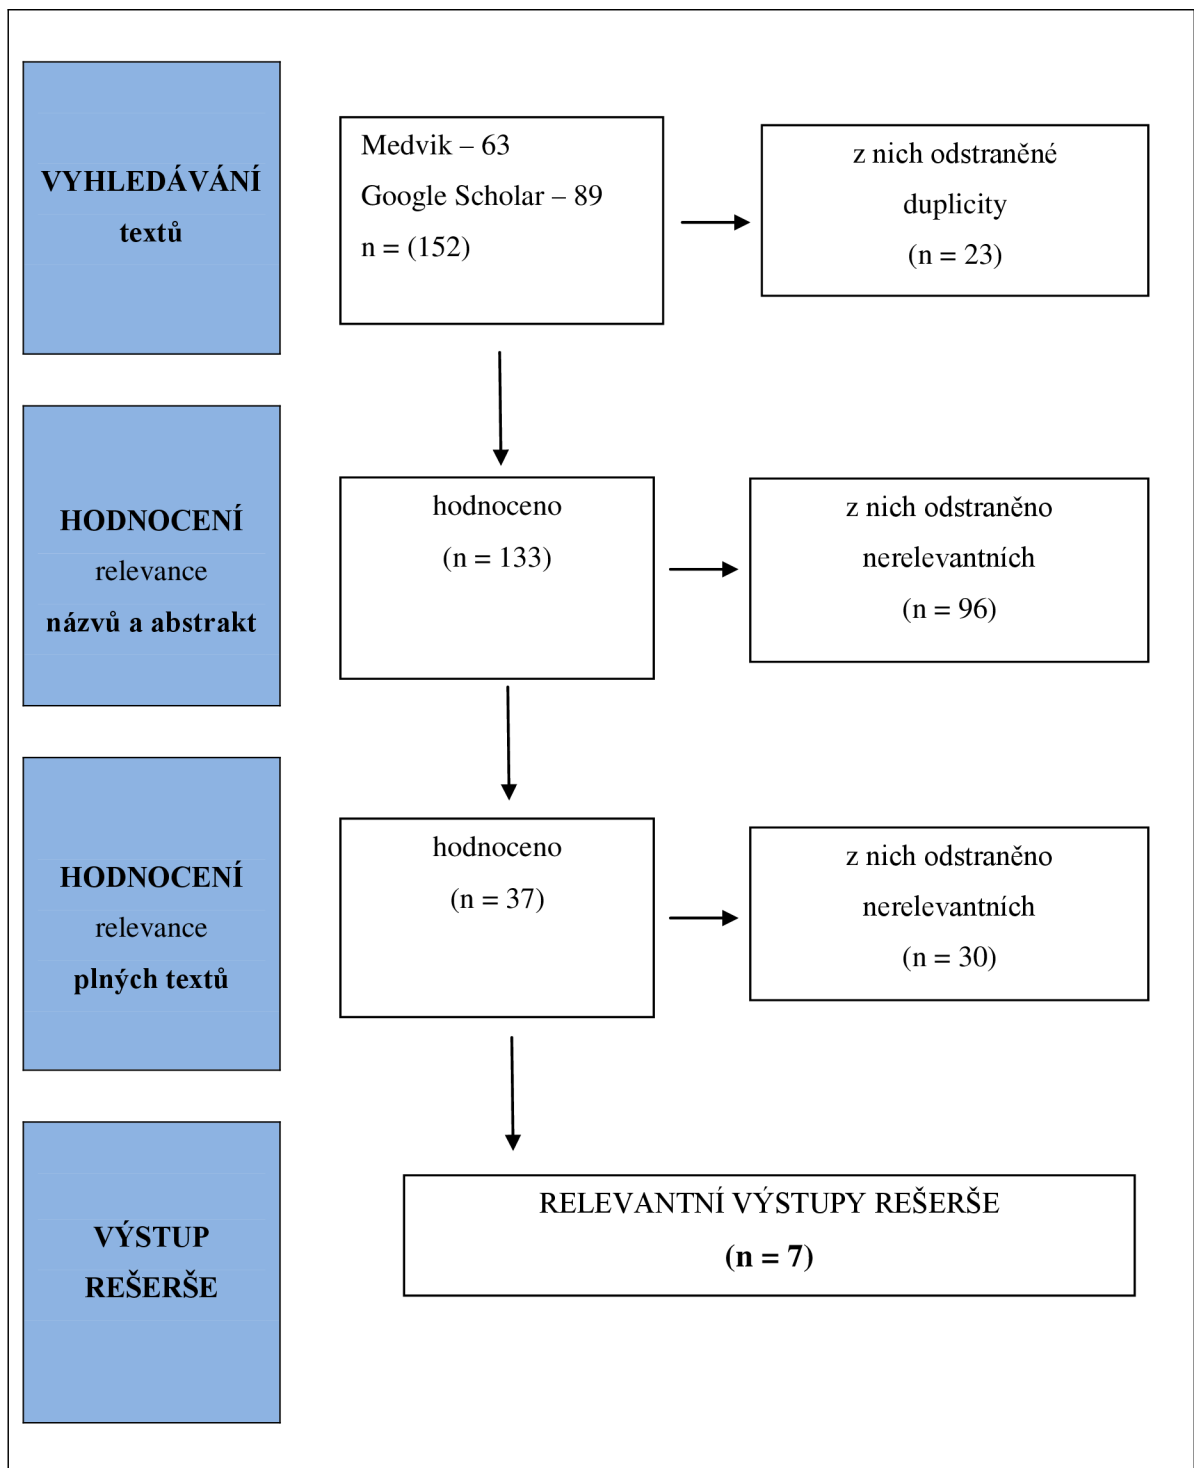 VYHLEDÁVÁNÍ
textů
Medvik – 63
Google Scholar – 89
n = (152)
z nich odstraněné
duplicity
(n = 23)
HODNOCENÍ
relevance
názvů a abstrakt
hodnoceno
(n = 133)
z nich odstraněno
nerelevantních
(n = 96)
HODNOCENÍ
relevance
plných textů
hodnoceno
(n = 37)
z nich odstraněno
nerelevantních
(n = 30)
VÝSTUP
REŠERŠE
RELEVANTNÍ VÝSTUPY REŠERŠE
(n = 7)